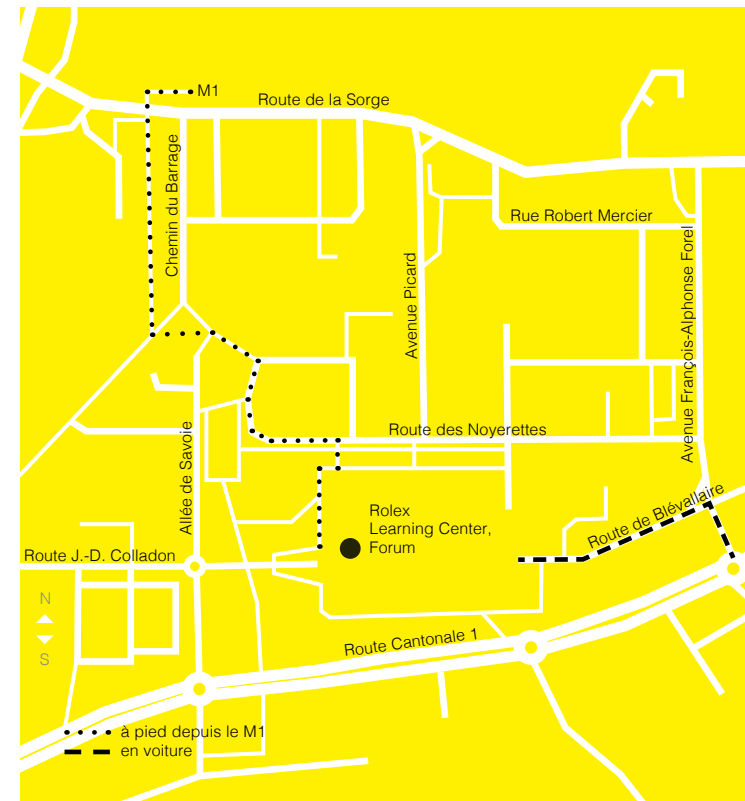 M1
Route de la Sorge
Chemin du Barrage
Rue Robert Mercier
Avenue Picard
Avenue François-Alphonse Forel
Allée de Savoie
Route des Noyerettes
Rolex
Learning Center,
Forum
Route de Blévallaire
Route J.-D. Colladon
N
S
Route Cantonale 1
à pied depuis le M1
en voiture